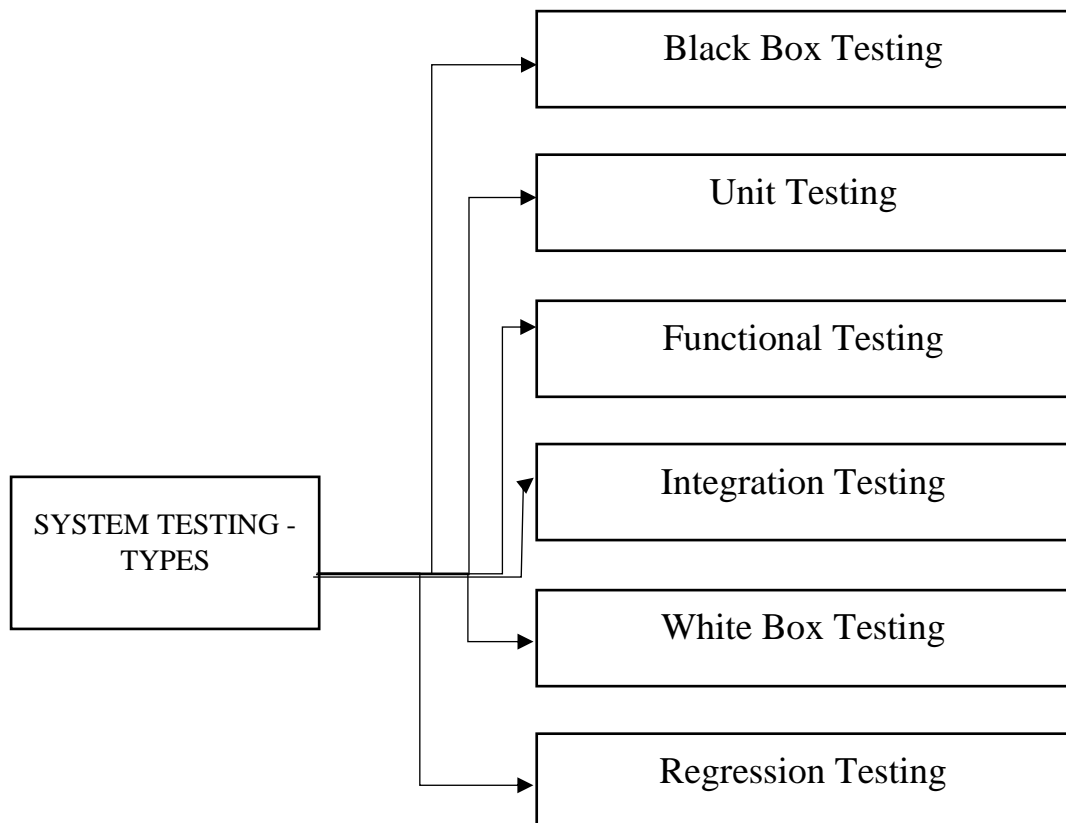 Black Box Testing
Unit Testing
Functional Testing
Integration Testing
SYSTEM TESTING -
TYPES
White Box Testing
Regression Testing